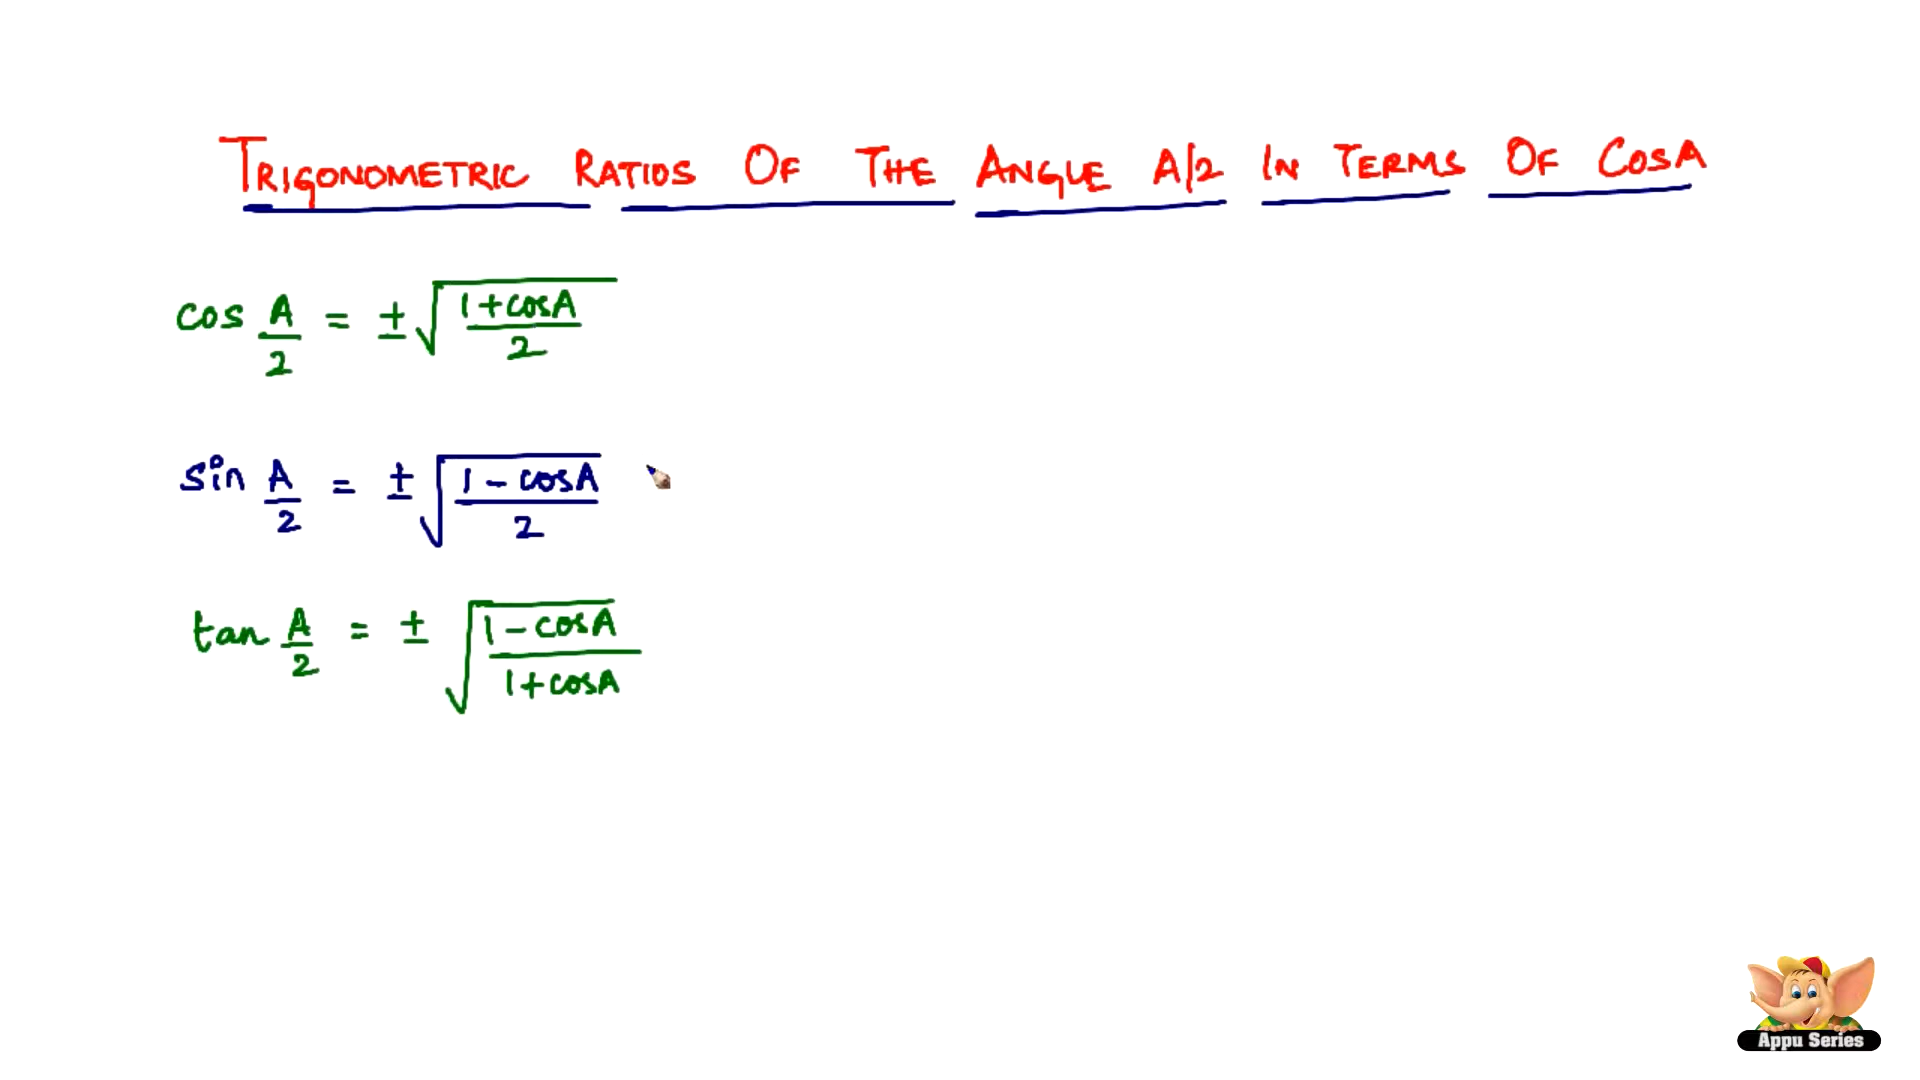 TRIGONOMETRIC RATIOS OF THE ANGLE A/2 IN TERMS OF COSA
cos A/2 = ±√((1+cosA)/2)
sin A/2 = ±√((1-cosA)/2)
tan A/2 = ±√((1-cosA)/(1+cosA))
Appu Series